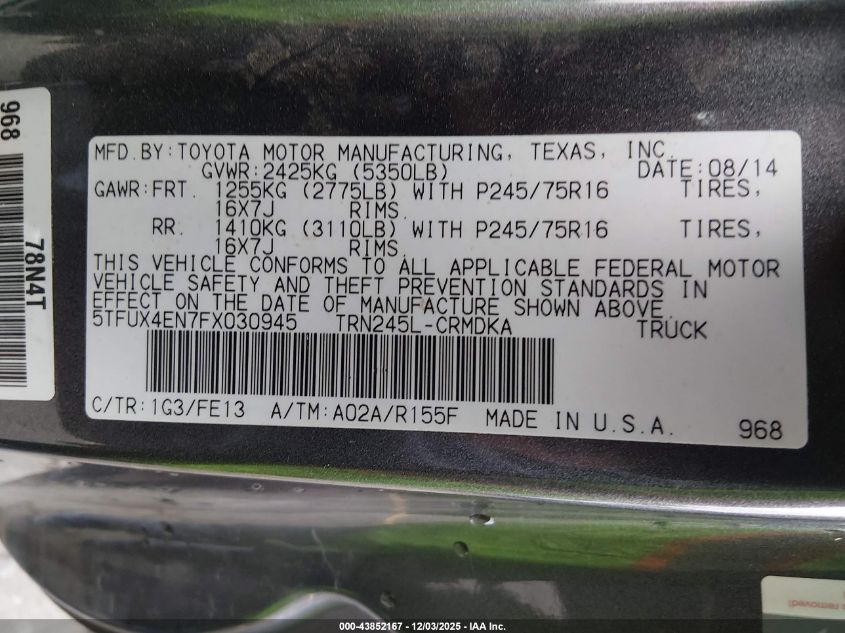 968
78N4T
MFD.BY:TOYOTA MOTOR MANUFACTURING, TEXAS, INC.
GVWR:2425KG (5350LB) DATE:08/14
GAWR:FRT. 1255KG (2775LB) WITH P245/75R16 TIRES,
16X7J RIMS.
RR. 1410KG (3110LB) WITH P245/75R16 TIRES,
16X7J RIMS.
THIS VEHICLE CONFORMS TO ALL APPLICABLE FEDERAL MOTOR
VEHICLE SAFETY AND THEFT PREVENTION STANDARDS IN
EFFECT ON THE DATE OF MANUFACTURE SHOWN ABOVE.
5TFUX4EN7FX030945 TRN245L-CRMDKA TRUCK
C/TR:1G3/FE13 A/TM:A02A/R155F MADE IN U.S.A.
968
removed!
000-43852167 - 12/03/2025 - IAA Inc.